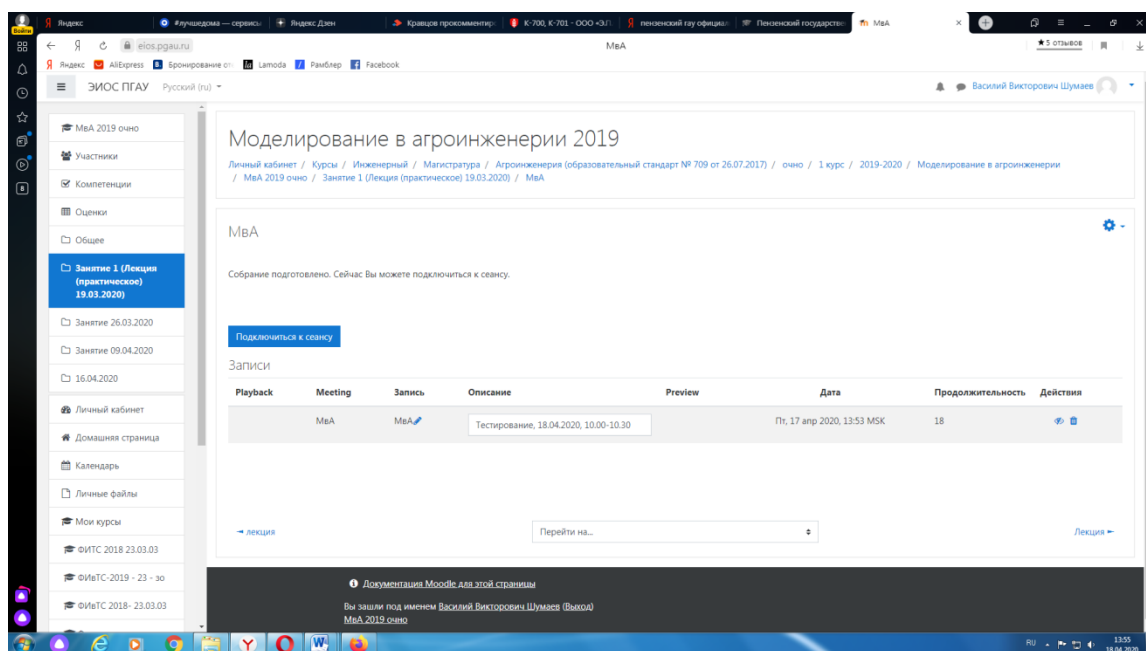 Яндекс
#лучшедома — сервисы
Яндекс Дзен
Кравцов прокомментиро
К-700, К-701 - ООО «Э.Л
пензенский гау официал
Пензенский государстве
МвА
Войти
eios.pgau.ru
МвА
★ 5 отзывов
Яндекс
AliExpress
Бронирование от
Lamoda
Рамблер
Facebook
ЭИОС ПГАУ
Русский (ru)
Василий Викторович Шумаев
МвА 2019 очно
Участники
Компетенции
Оценки
Общее
Занятие 1 (Лекция
(практическое)
19.03.2020)
Занятие 26.03.2020
Занятие 09.04.2020
16.04.2020
Личный кабинет
Домашняя страница
Календарь
Личные файлы
Мои курсы
ФИТС 2018 23.03.03
ФИвТС-2019 - 23 - зо
ФИвТС 2018- 23.03.03
Моделирование в агроинженерии 2019
Личный кабинет / Курсы / Инженерный / Магистратура / Агроинженерия (образовательный стандарт № 709 от 26.07.2017) / очно / 1 курс / 2019-2020 / Моделирование в агроинженерии
/ МвА 2019 очно / Занятие 1 (Лекция (практическое) 19.03.2020) / МвА
МвА
Собрание подготовлено. Сейчас Вы можете подключиться к сеансу.
Подключиться к сеансу
Записи
Playback Meeting Запись Описание Preview Дата Продолжительность Действия
МвА МвА Тестирование, 18.04.2020, 10.00-10.30 Пт, 17 апр 2020, 13:53 MSK 18
◄ лекция
Перейти на...
Лекция ►
Документация Moodle для этой страницы
Вы зашли под именем Василий Викторович Шумаев (Выход)
МвА 2019 очно
RU
13:55
18.04.2020